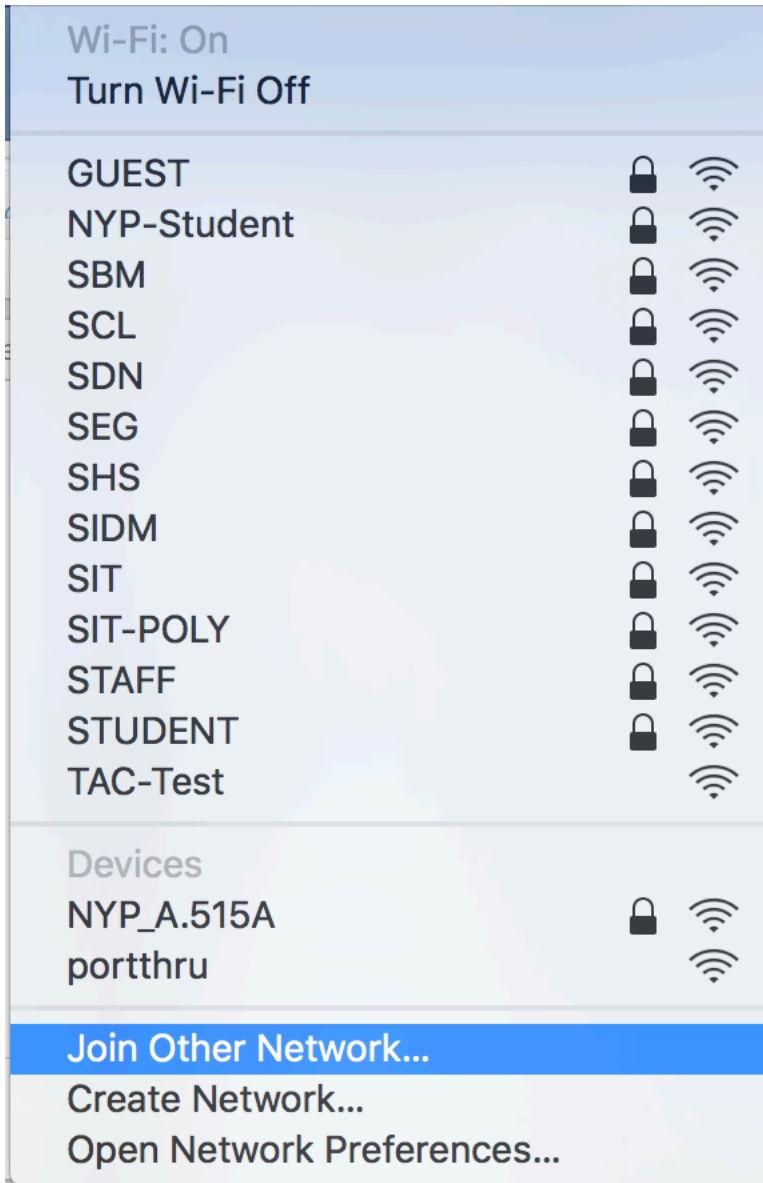 Wi-Fi: On
Turn Wi-Fi Off
GUEST
NYP-Student
SBM
SCL
SDN
SEG
SHS
SIDM
SIT
SIT-POLY
STAFF
STUDENT
TAC-Test
Devices
NYP_A.515A
portthru
Join Other Network...
Create Network...
Open Network Preferences...